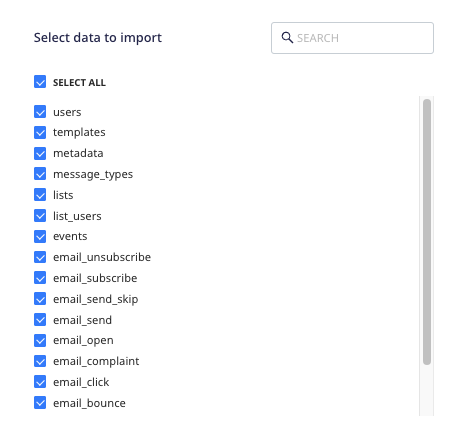 Select data to import
SEARCH
SELECT ALL
users
templates
metadata
message_types
lists
list_users
events
email_unsubscribe
email_subscribe
email_send_skip
email_send
email_open
email_complaint
email_click
email_bounce